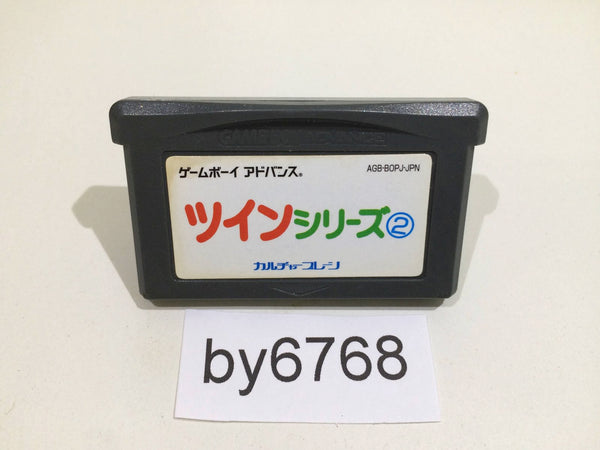 GAME BOY ADVANCE
ゲームボーイ アドバンス®
AGB-BOPJ-JPN
ツインシリーズ②
カルチャーブレーン
by6768